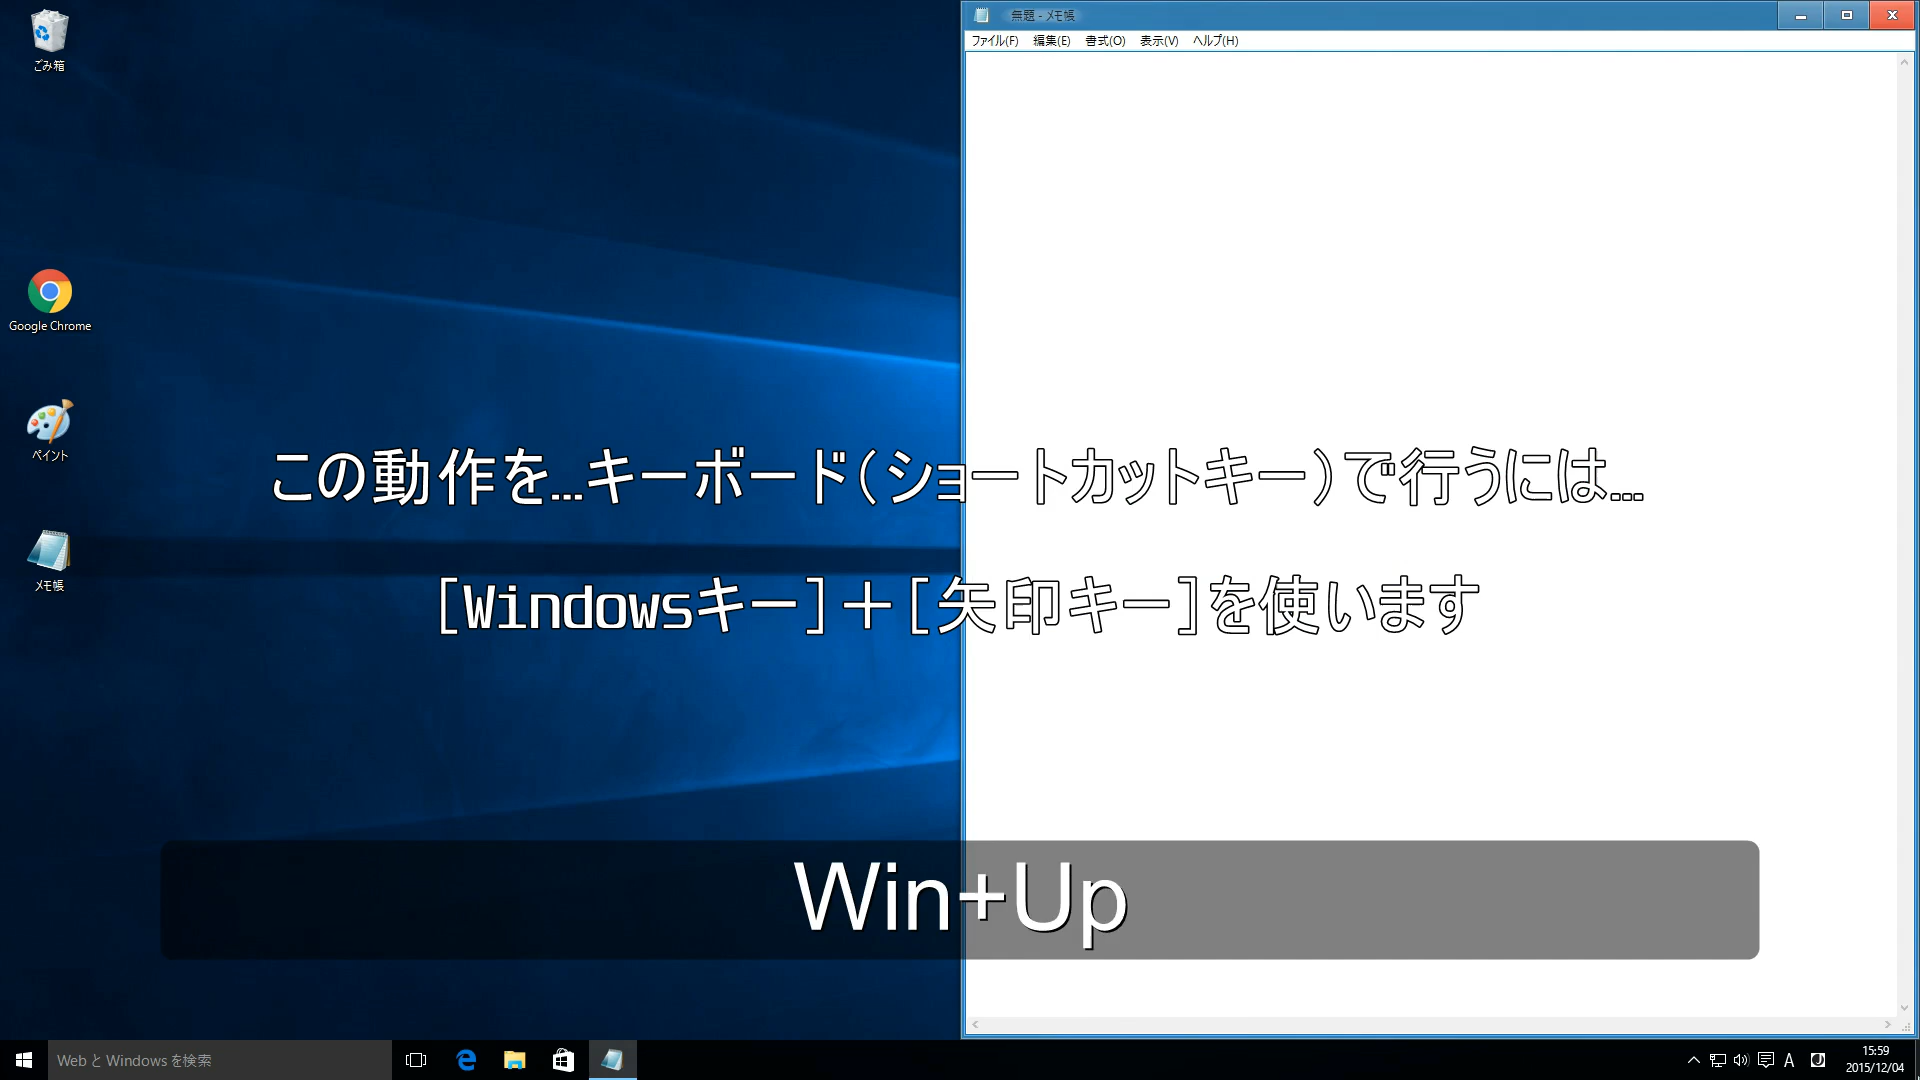 ごみ箱
無題 - メモ帳
ファイル(F) 編集(E) 書式(O) 表示(V) ヘルプ(H)
Google Chrome
ペイント
この動作を...キーボード(ショートカットキー)で行うには...
メモ帳
[Windowsキー]+[矢印キー]を使います
Win+Up
Web と Windows を検索
A
15:59
2015/12/04